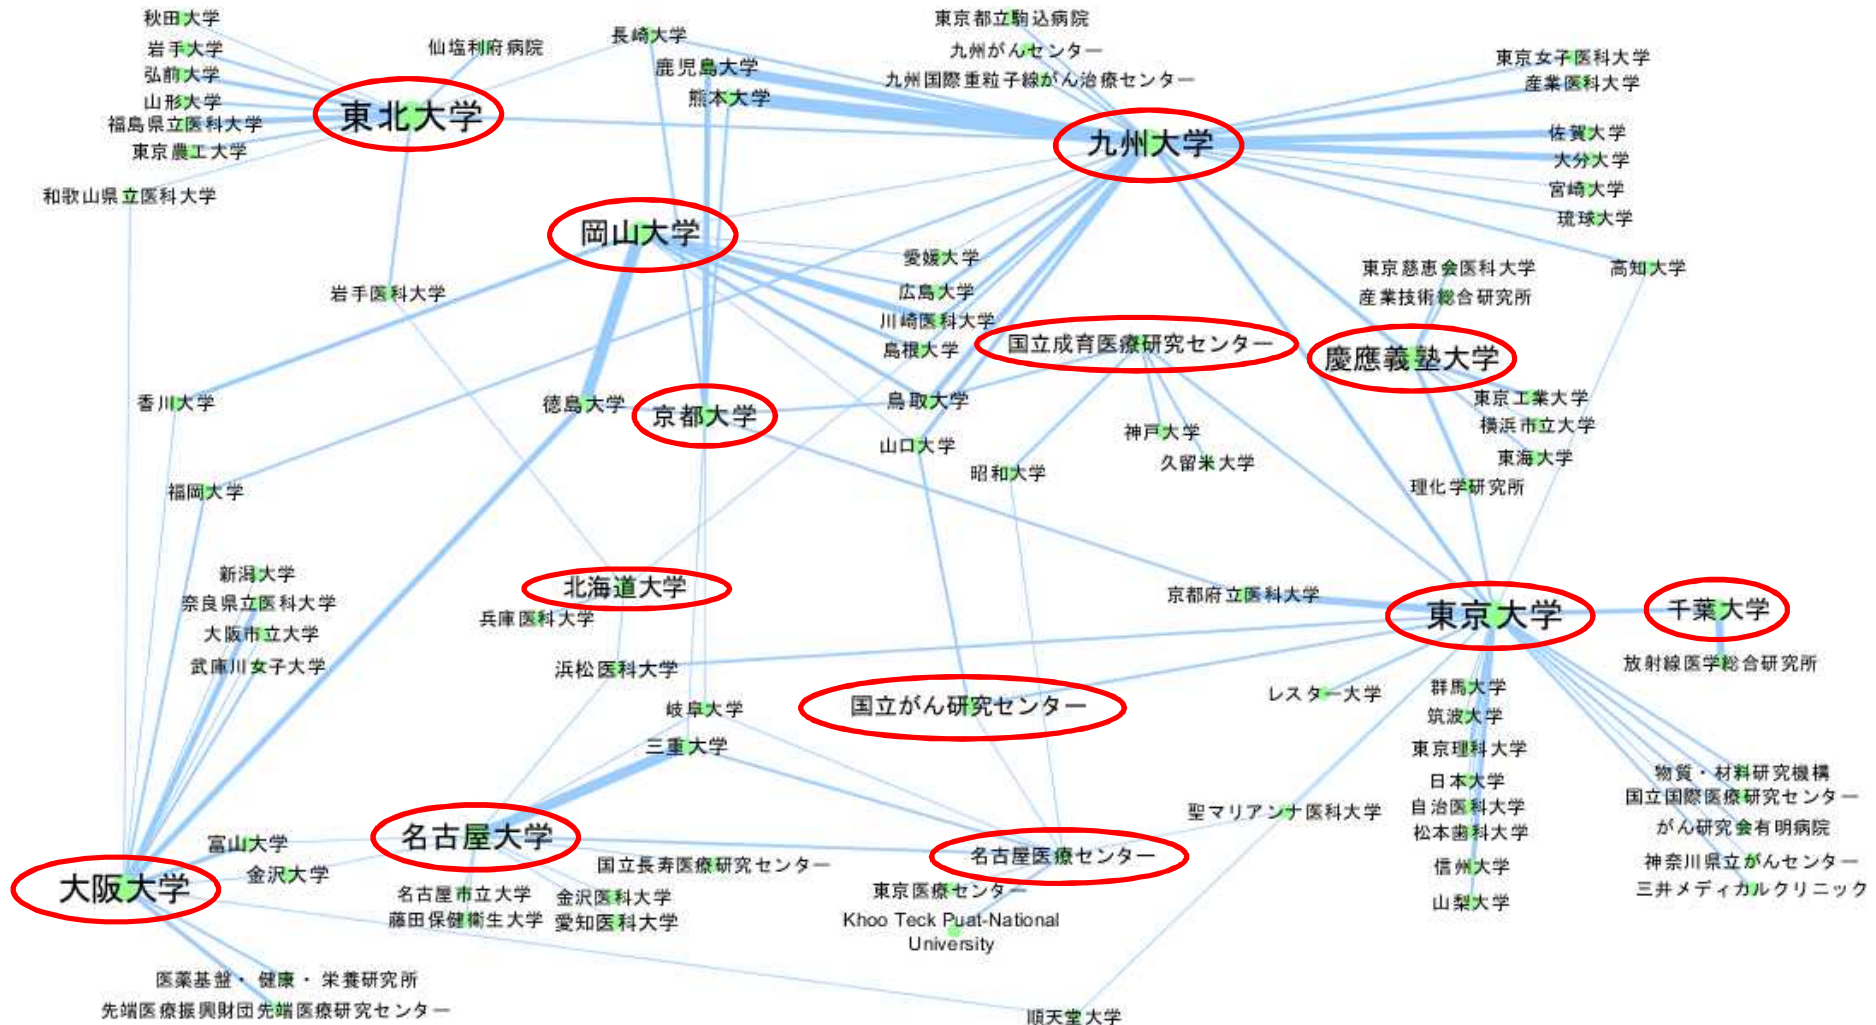 秋田大学
岩手大学
弘前大学
山形大学
福島県立医科大学
東京農工大学
和歌山県立医科大学
東北大学
仙塩利府病院
長崎大学
鹿児島大学
熊本大学
東京都立駒込病院
九州がんセンター
九州国際重粒子線がん治療センター
九州大学
東京女子医科大学
産業医科大学
佐賀大学
大分大学
宮崎大学
琉球大学
高知大学
岡山大学
岩手医科大学
愛媛大学
広島大学
川崎医科大学
島根大学
国立成育医療研究センター
東京慈恵会医科大学
産業技術総合研究所
慶應義塾大学
東京工業大学
横浜市立大学
東海大学
理化学研究所
香川大学
徳島大学
京都大学
鳥取大学
山口大学
昭和大学
神戸大学
久留米大学
福岡大学
新潟大学
奈良県立医科大学
大阪市立大学
武庫川女子大学
北海道大学
兵庫医科大学
浜松医科大学
岐阜大学
三重大学
京都府立医科大学
東京大学
千葉大学
放射線医学総合研究所
国立がん研究センター
レスター大学
群馬大学
筑波大学
東京理科大学
日本大学
自治医科大学
松本歯科大学
信州大学
山梨大学
物質・材料研究機構
国立国際医療研究センター
がん研究会有明病院
神奈川県立がんセンター
三井メディカルクリニック
聖マリアンナ医科大学
富山大学
金沢大学
大阪大学
名古屋大学
国立長寿医療研究センター
名古屋市立大学
藤田保健衛生大学
金沢医科大学
愛知医科大学
名古屋医療センター
東京医療センター
Khoo Teck Puat-National
University
医薬基盤・健康・栄養研究所
先端医療振興財団先端医療研究センター
順天堂大学